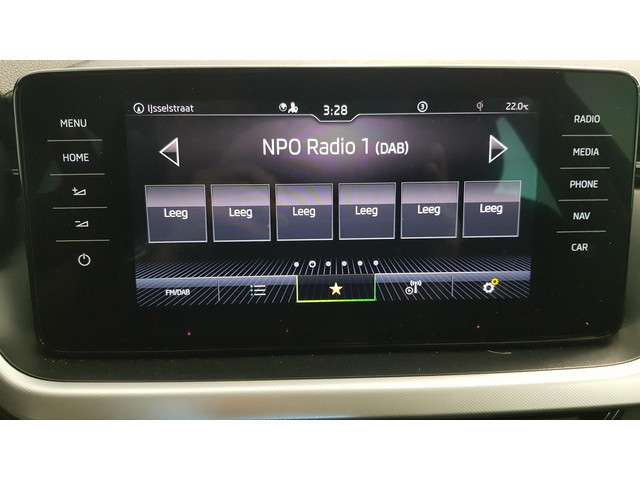 IJsselstraat 3:28 3 22.0℃
NPO Radio 1 (DAB)
Leeg Leeg Leeg Leeg Leeg Leeg
FM/DAB
MENU
HOME
RADIO
MEDIA
PHONE
NAV
CAR